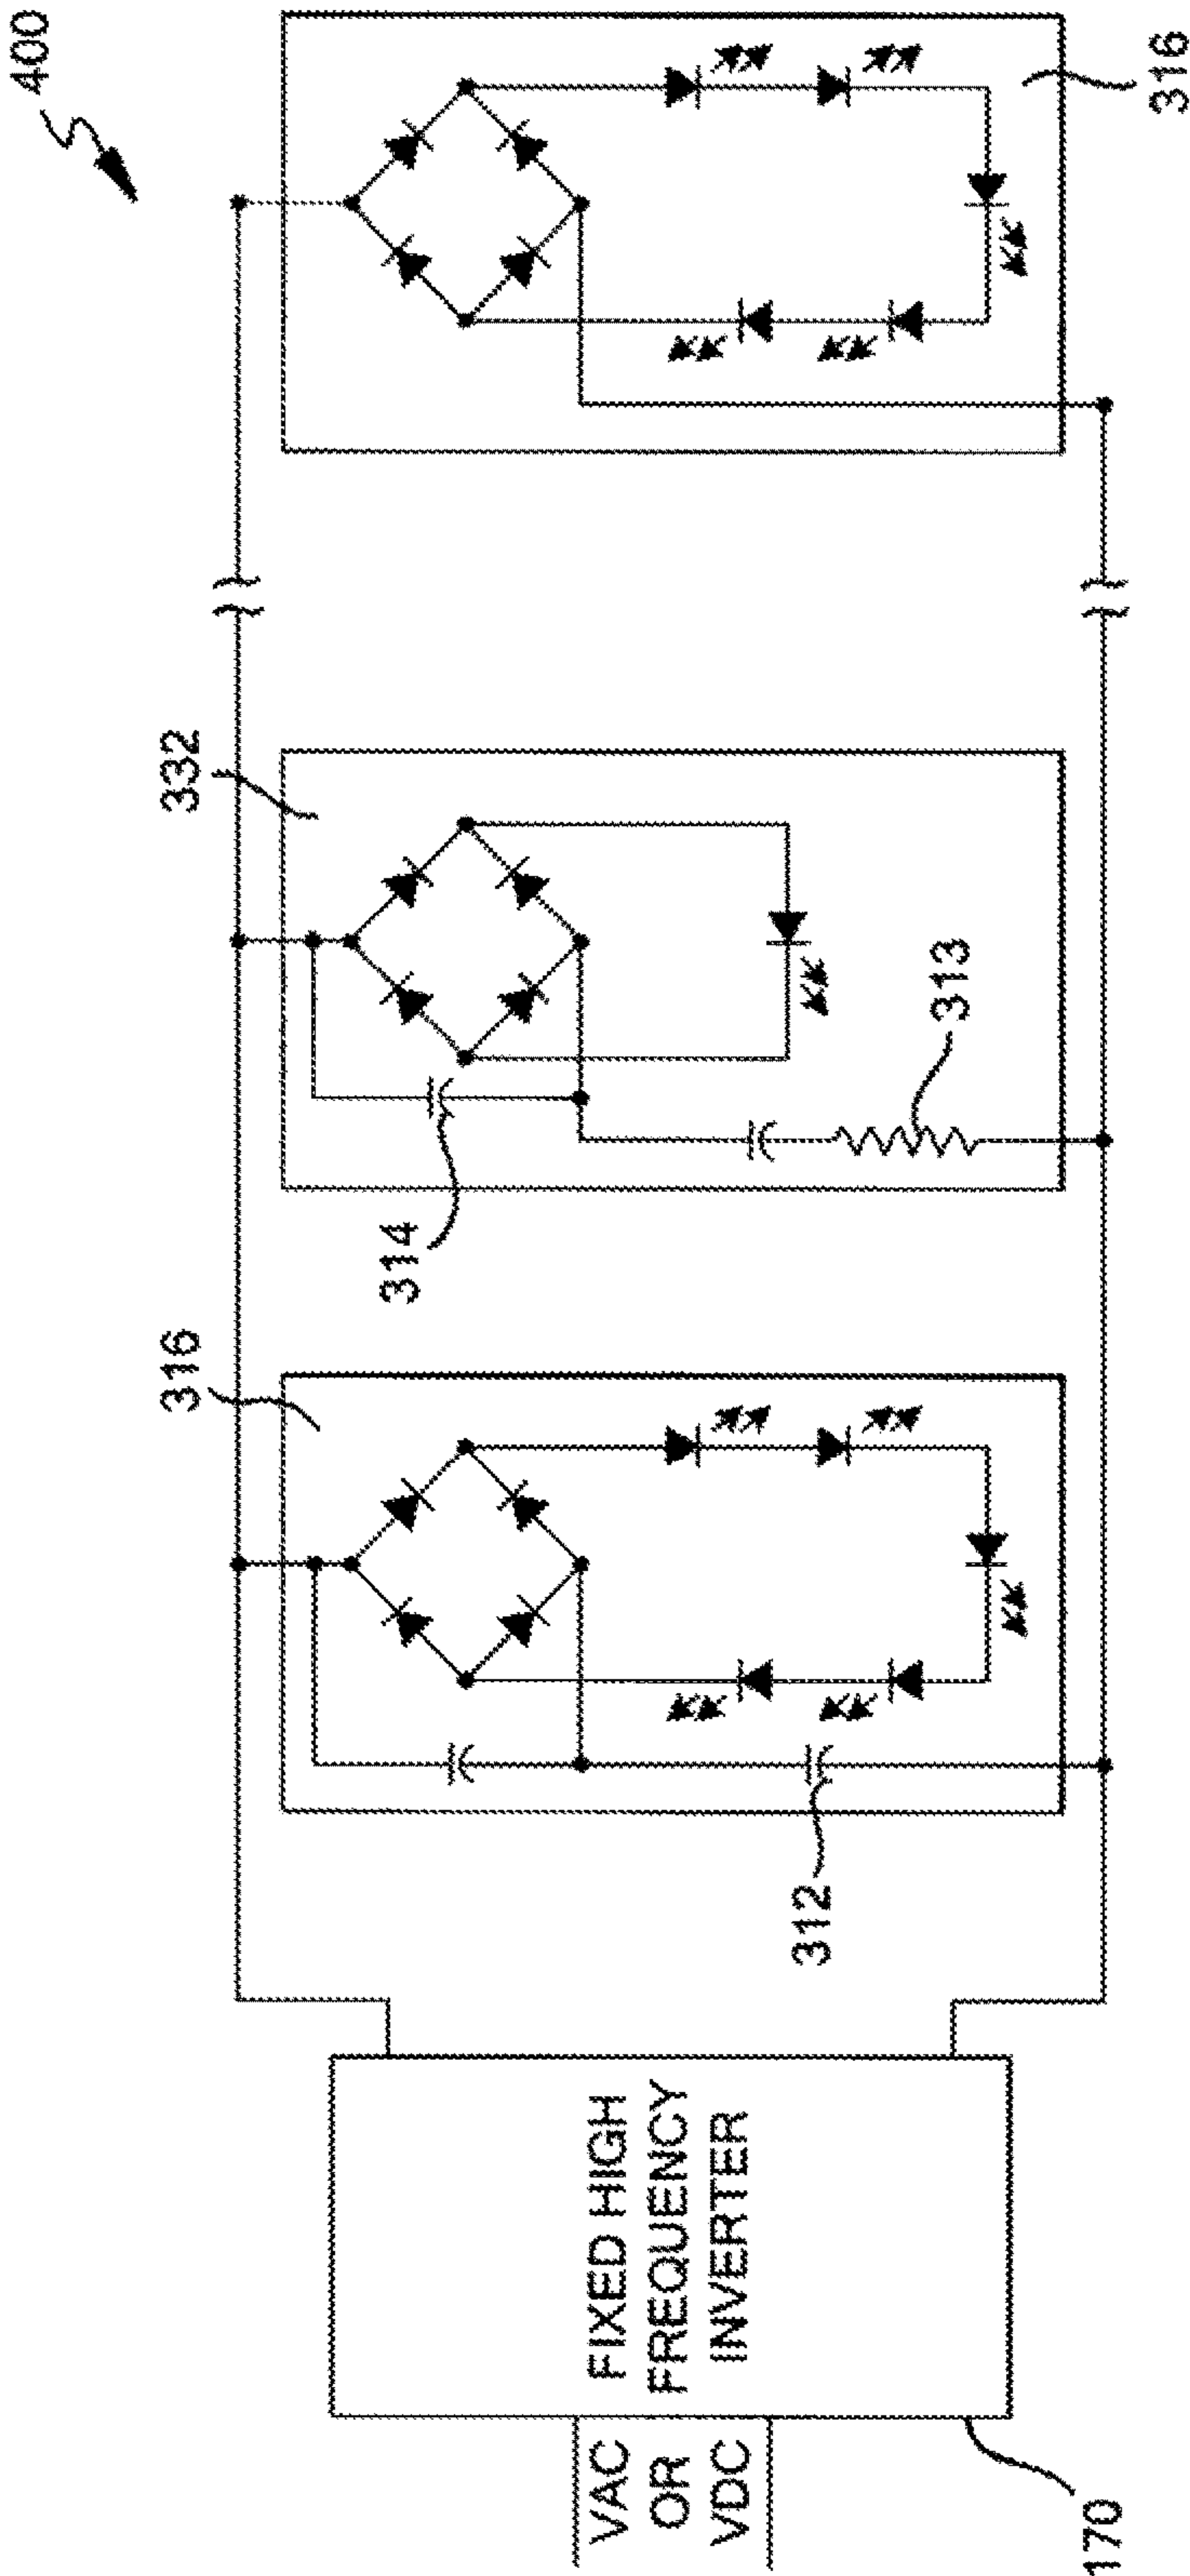 400
316
332
313
314
316
312
FIXED HIGH
FREQUENCY
INVERTER
VAC
OR
VDC
170